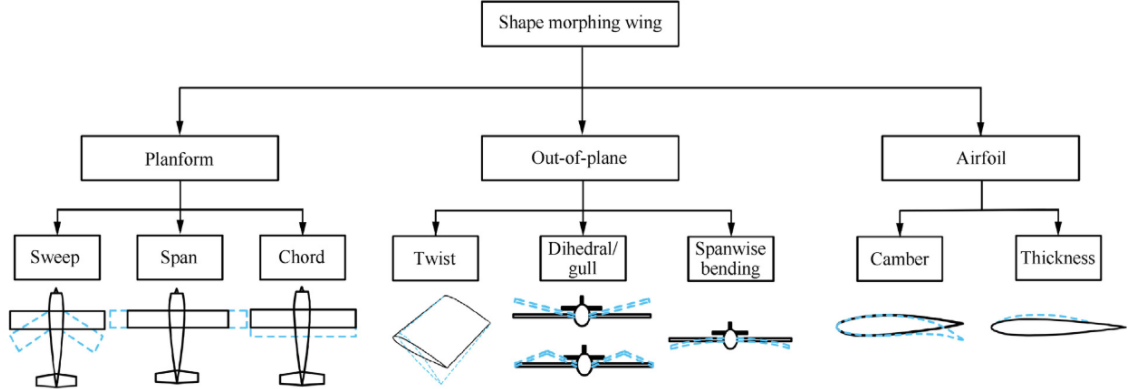 Shape morphing wing
Planform
Out-of-plane
Airfoil
Sweep
Span
Chord
Twist
Dihedral/
gull
Spanwise
bending
Camber
Thickness